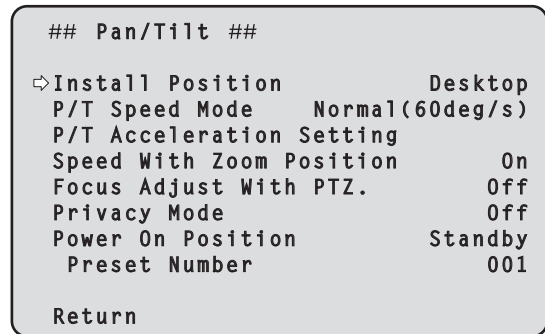 ## Pan/Tilt ##
⇨Install Position Desktop
P/T Speed Mode Normal(60deg/s)
P/T Acceleration Setting
Speed With Zoom Position On
Focus Adjust With PTZ. Off
Privacy Mode Off
Power On Position Standby
Preset Number 001
Return